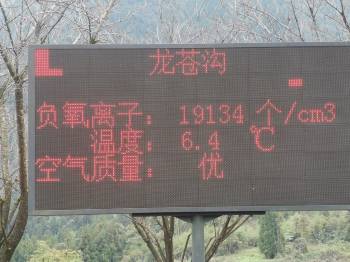 龙苍沟
负氧离子: 19134 个/cm3
温度: 6.4 ℃
空气质量: 优